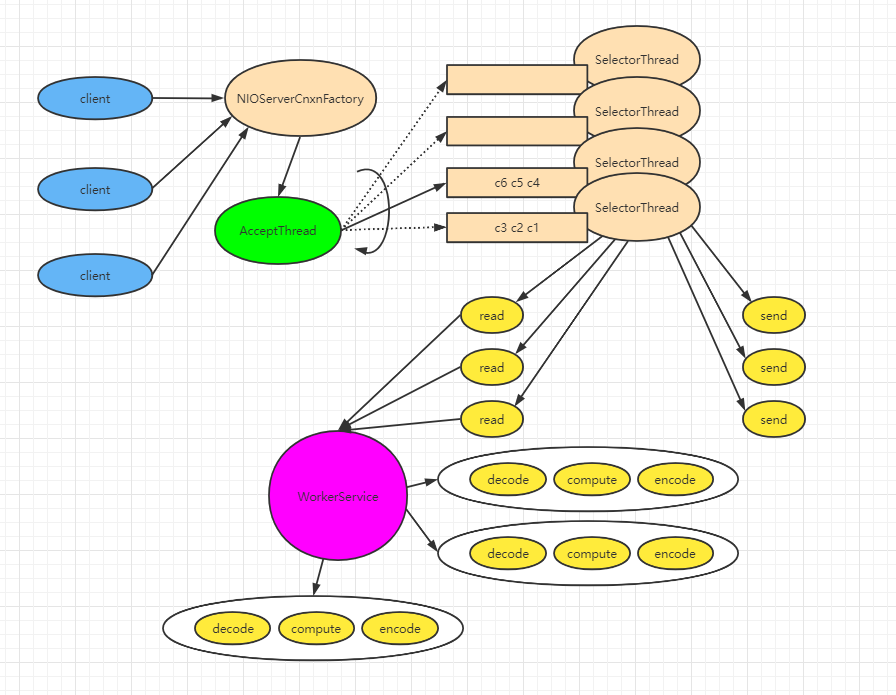 client
NIOServerCnxnFactory
client
client
AcceptThread
SelectorThread
SelectorThread
SelectorThread
c6 c5 c4
SelectorThread
c3 c2 c1
read
send
read
send
read
send
WorkerService
decode
compute
encode
decode
compute
encode
decode
compute
encode